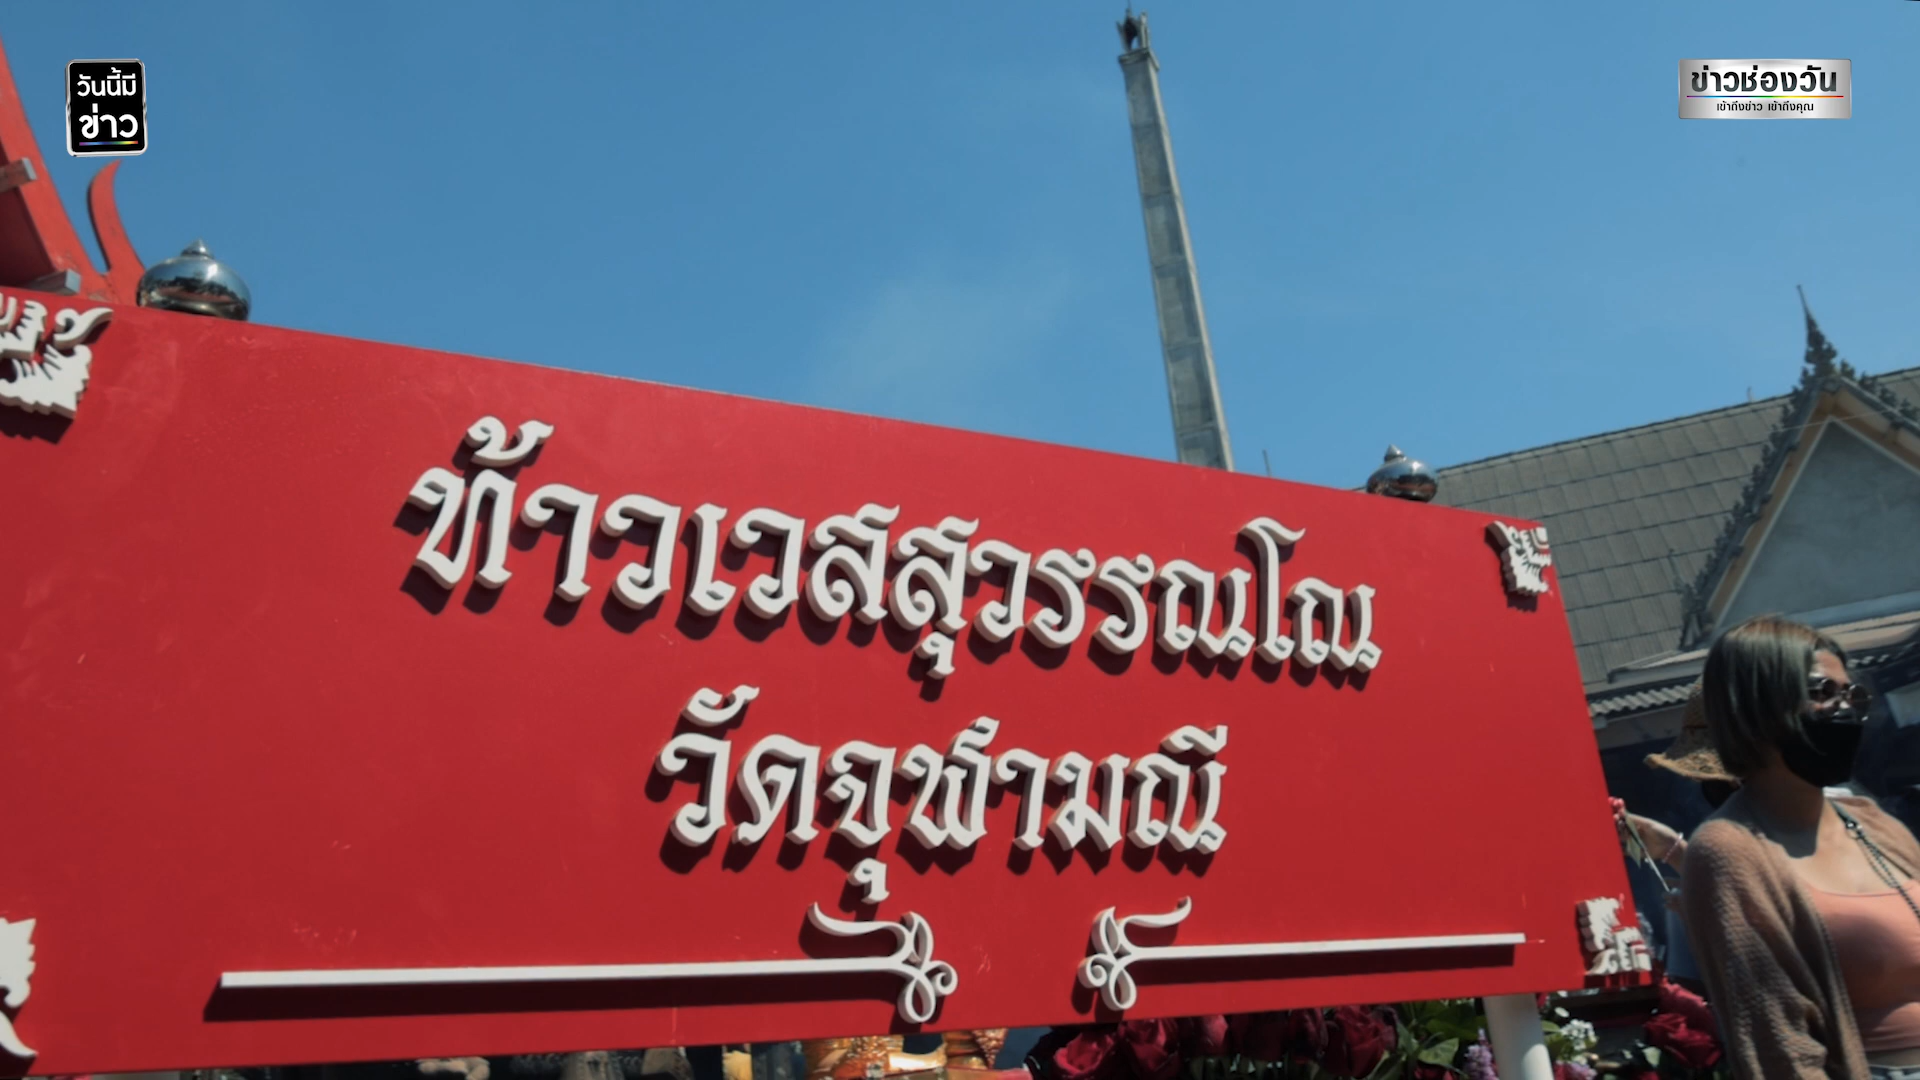 วันนี้มี
ข่าว
ข่าวช่องวัน
เข้าถึงข่าว เข้าถึงคุณ
ท้าวเวสสุวรรณโณ
วัดจุฬามณี